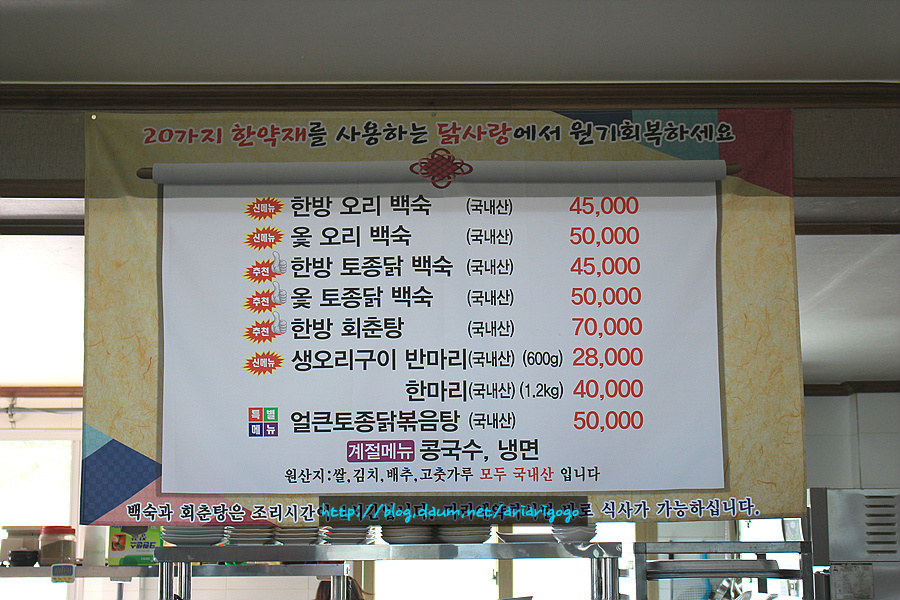 20가지 한약재를 사용하는 닭사랑에서 원기회복하세요
신메뉴 한방 오리 백숙 (국내산) 45,000
신메뉴 옻 오리 백숙 (국내산) 50,000
추천 한방 토종닭 백숙 (국내산) 45,000
추천 옻 토종닭 백숙 (국내산) 50,000
추천 한방 회춘탕 (국내산) 70,000
신메뉴 생오리구이 반마리(국내산) (600g) 28,000
한마리(국내산) (1.2kg) 40,000
특별메뉴 얼큰토종닭볶음탕 (국내산) 50,000
계절메뉴 콩국수, 냉면
원산지:쌀,김치,배추,고춧가루 모두 국내산 입니다
백숙과 회춘탕은 조리시간 식사가 가능하십니다.
http://blog.daum.net/ariarigogo